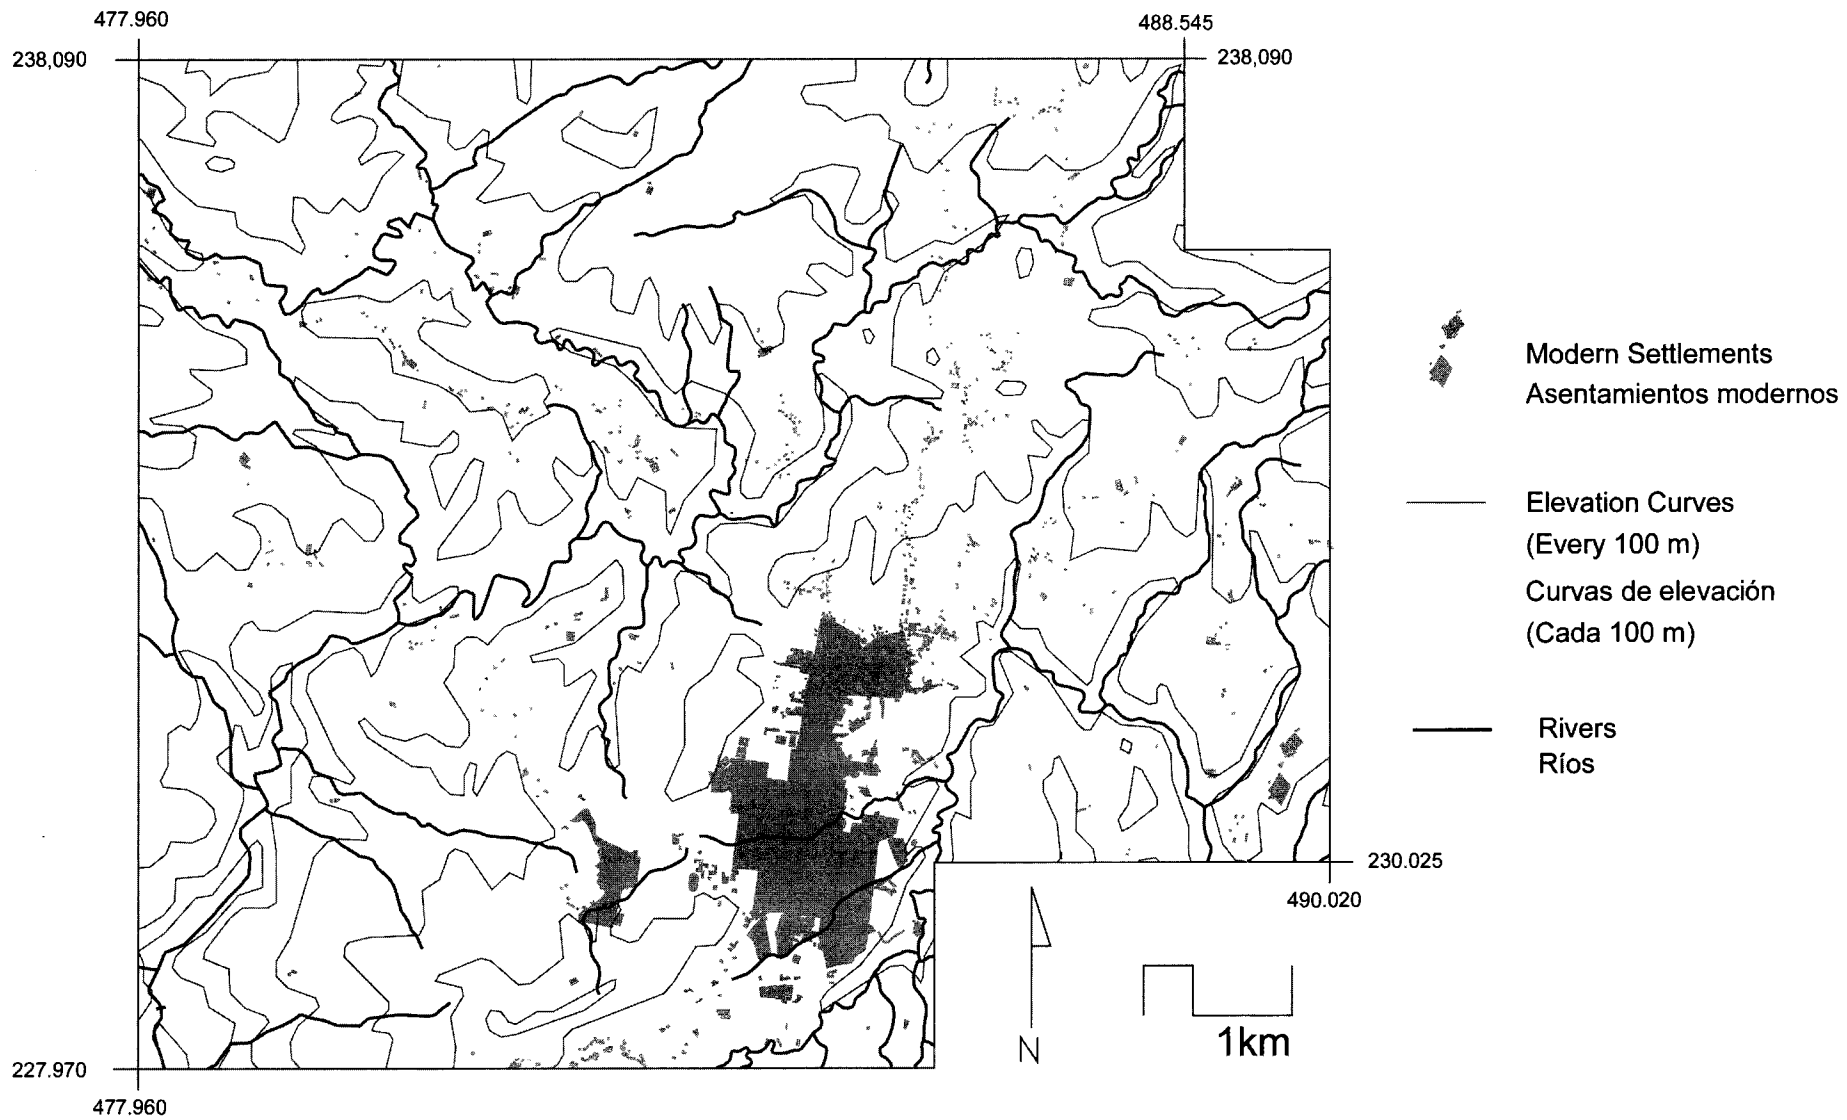 477.960
488.545
238,090
238,090
Modern Settlements
Asentamientos modernos
Elevation Curves
(Every 100 m)
Curvas de elevación
(Cada 100 m)
Rivers
Ríos
230.025
490.020
N
1km
227.970
477.960